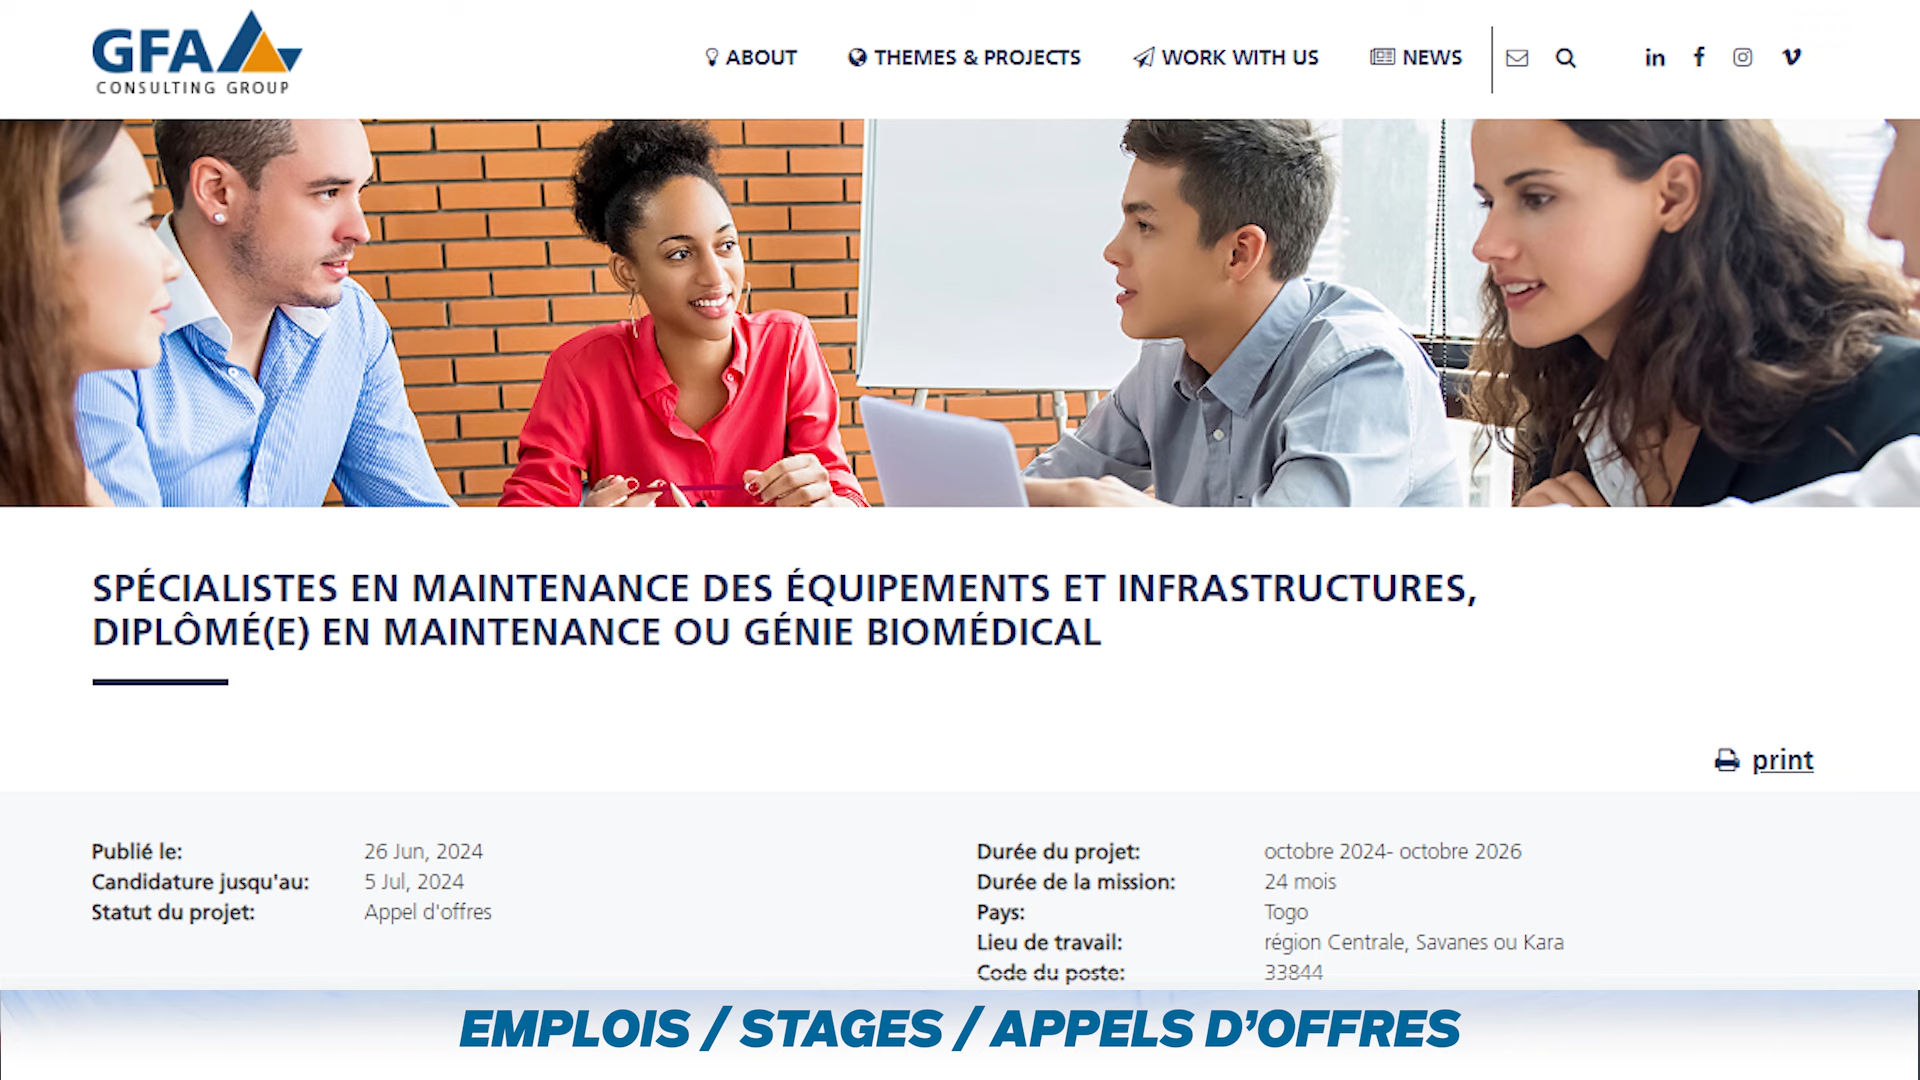 GFA
CONSULTING GROUP
ABOUT
THEMES & PROJECTS
WORK WITH US
NEWS
SPÉCIALISTES EN MAINTENANCE DES ÉQUIPEMENTS ET INFRASTRUCTURES,
DIPLÔMÉ(E) EN MAINTENANCE OU GÉNIE BIOMÉDICAL
print
Publié le: 26 Jun, 2024
Candidature jusqu'au: 5 Jul, 2024
Statut du projet: Appel d'offres
Durée du projet: octobre 2024- octobre 2026
Durée de la mission: 24 mois
Pays: Togo
Lieu de travail: région Centrale, Savanes ou Kara
Code du poste: 33844
EMPLOIS / STAGES / APPELS D'OFFRES